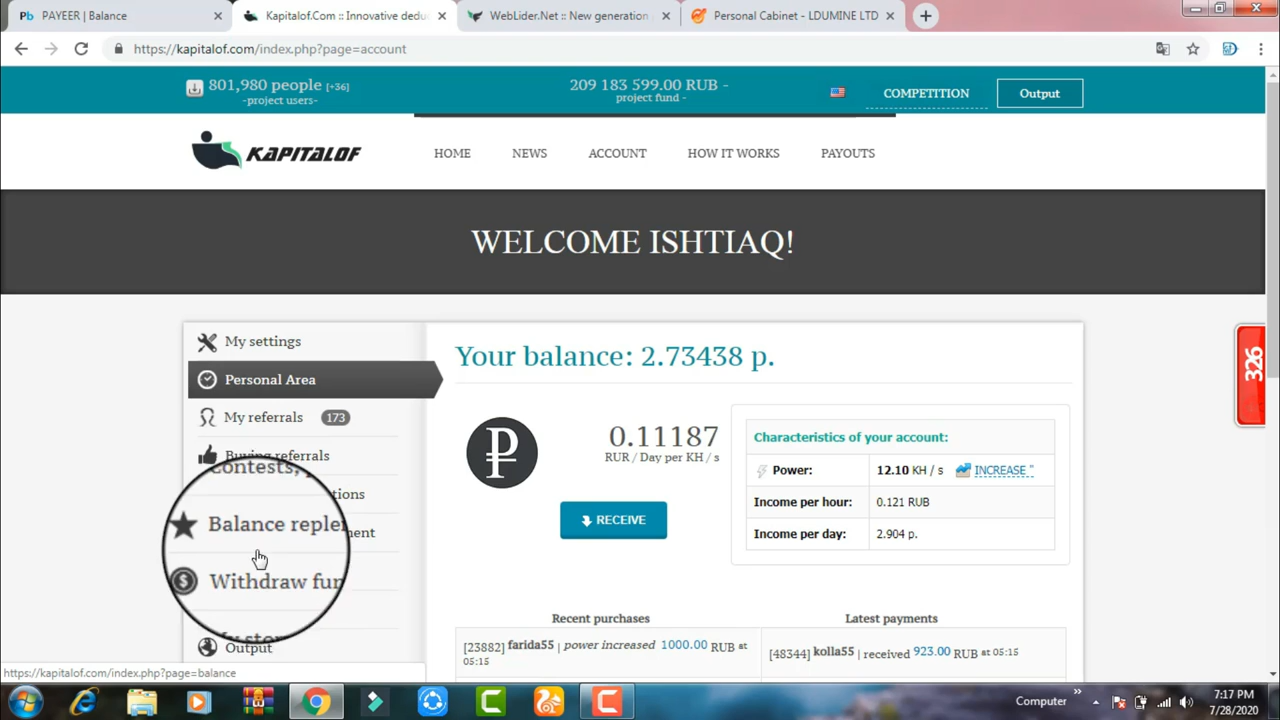 PAYEER | Balance
Kapitalof.Com :: Innovative dedu
WebLider.Net :: New generation
Personal Cabinet - LDUMINE LTD
https://kapitalof.com/index.php?page=account
801,980 people [+36]
-project users-
209 183 599.00 RUB -
project fund -
COMPETITION
Output
KAPITALOF
HOME
NEWS
ACCOUNT
HOW IT WORKS
PAYOUTS
WELCOME ISHTIAQ!
My settings
Personal Area
My referrals 173
Buying referrals
Contests,
Balance reple
Withdraw fun
Output
Your balance: 2.73438 p.
0.11187
RUR / Day per KH / s
RECEIVE
Characteristics of your account:
Power: 12.10 KH / s INCREASE "
Income per hour: 0.121 RUB
Income per day: 2.904 p.
326
Recent purchases
[23882] farida55 | power increased 1000.00 RUB at
05:15
Latest payments
[48344] kolla55 | received 923.00 RUB at 05:15
https://kapitalof.com/index.php?page=balance
Computer
7:17 PM
7/28/2020